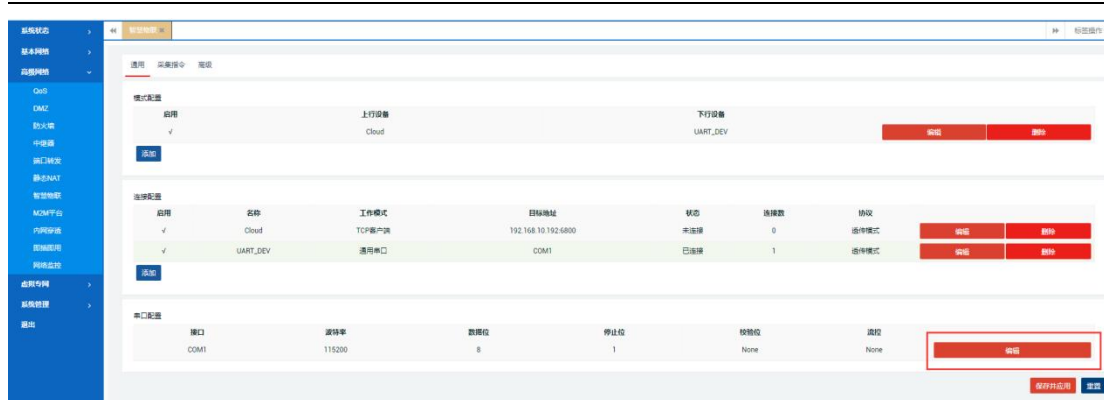 系统状态
智慧物联
标签操作
基本网络
高级网络
通用 采集指令 高级
QoS
DMZ
防火墙
中继器
端口转发
静态NAT
智慧物联
M2M平台
内网穿透
即插即用
网络监控
虚拟专网
系统管理
退出
模式配置
启用 上行设备 下行设备
√ Cloud UART_DEV 编辑 删除
添加
连接配置
启用 名称 工作模式 目标地址 状态 连接数 协议
√ Cloud TCP客户端 192.168.10.192:6800 未连接 0 透传模式 编辑 删除
√ UART_DEV 通用串口 COM1 已连接 1 透传模式 编辑 删除
添加
串口配置
接口 波特率 数据位 停止位 校验位 流控
COM1 115200 8 1 None None 编辑
保存并应用 重置